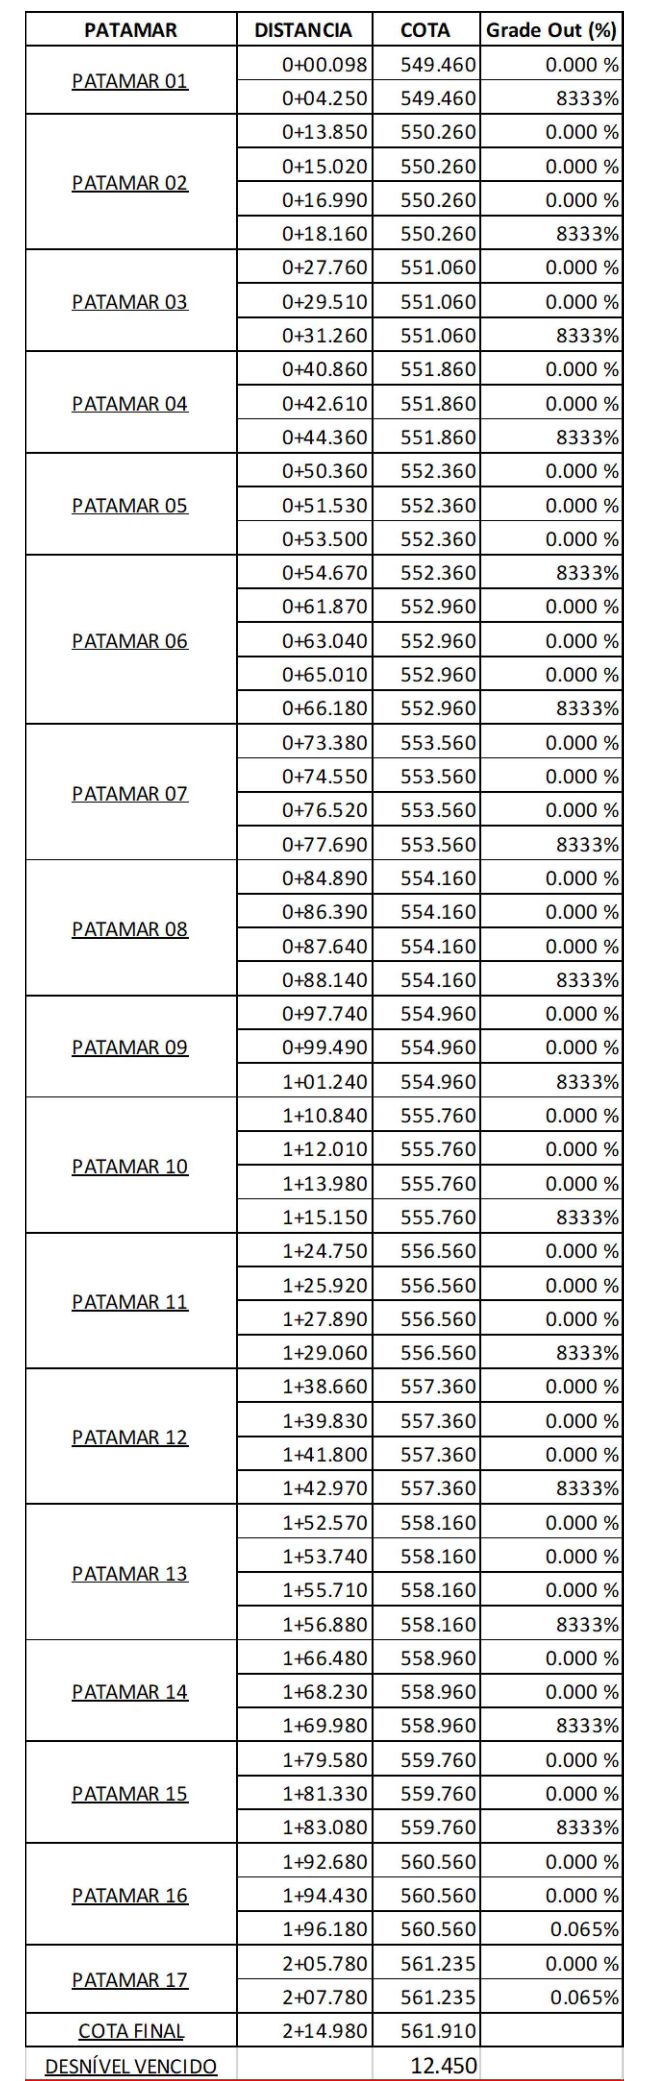 PATAMAR DISTANCIA COTA Grade Out (%)
PATAMAR 01
0+00.098 549.460 0.000 %
0+04.250 549.460 8333%
PATAMAR 02
0+13.850 550.260 0.000 %
0+15.020 550.260 0.000 %
0+16.990 550.260 0.000 %
0+18.160 550.260 8333%
PATAMAR 03
0+27.760 551.060 0.000 %
0+29.510 551.060 0.000 %
0+31.260 551.060 8333%
PATAMAR 04
0+40.860 551.860 0.000 %
0+42.610 551.860 0.000 %
0+44.360 551.860 8333%
PATAMAR 05
0+50.360 552.360 0.000 %
0+51.530 552.360 0.000 %
0+53.500 552.360 0.000 %
PATAMAR 06
0+54.670 552.360 8333%
0+61.870 552.960 0.000 %
0+63.040 552.960 0.000 %
0+65.010 552.960 0.000 %
0+66.180 552.960 8333%
PATAMAR 07
0+73.380 553.560 0.000 %
0+74.550 553.560 0.000 %
0+76.520 553.560 0.000 %
0+77.690 553.560 8333%
PATAMAR 08
0+84.890 554.160 0.000 %
0+86.390 554.160 0.000 %
0+87.640 554.160 0.000 %
0+88.140 554.160 8333%
PATAMAR 09
0+97.740 554.960 0.000 %
0+99.490 554.960 0.000 %
1+01.240 554.960 8333%
PATAMAR 10
1+10.840 555.760 0.000 %
1+12.010 555.760 0.000 %
1+13.980 555.760 0.000 %
1+15.150 555.760 8333%
PATAMAR 11
1+24.750 556.560 0.000 %
1+25.920 556.560 0.000 %
1+27.890 556.560 0.000 %
1+29.060 556.560 8333%
PATAMAR 12
1+38.660 557.360 0.000 %
1+39.830 557.360 0.000 %
1+41.800 557.360 0.000 %
1+42.970 557.360 8333%
PATAMAR 13
1+52.570 558.160 0.000 %
1+53.740 558.160 0.000 %
1+55.710 558.160 0.000 %
1+56.880 558.160 8333%
PATAMAR 14
1+66.480 558.960 0.000 %
1+68.230 558.960 0.000 %
1+69.980 558.960 8333%
PATAMAR 15
1+79.580 559.760 0.000 %
1+81.330 559.760 0.000 %
1+83.080 559.760 8333%
PATAMAR 16
1+92.680 560.560 0.000 %
1+94.430 560.560 0.000 %
1+96.180 560.560 0.065%
PATAMAR 17
2+05.780 561.235 0.000 %
2+07.780 561.235 0.065%
COTA FINAL 2+14.980 561.910
DESNÍVEL VENCIDO 12.450